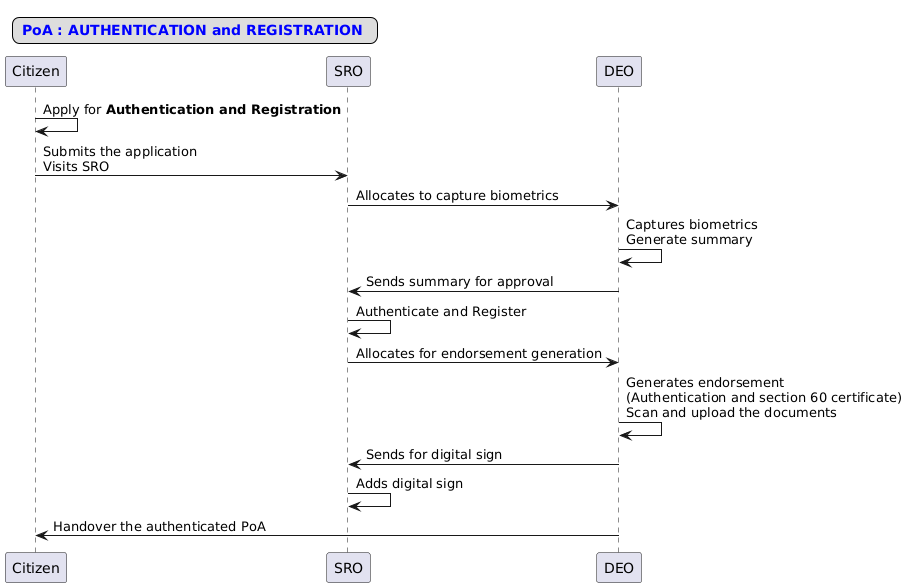 PoA : AUTHENTICATION and REGISTRATION
Citizen
SRO
DEO
Apply for Authentication and Registration
Submits the application
Visits SRO
Allocates to capture biometrics
Captures biometrics
Generate summary
Sends summary for approval
Authenticate and Register
Allocates for endorsement generation
Generates endorsement
(Authentication and section 60 certificate)
Scan and upload the documents
Sends for digital sign
Adds digital sign
Handover the authenticated PoA
Citizen
SRO
DEO